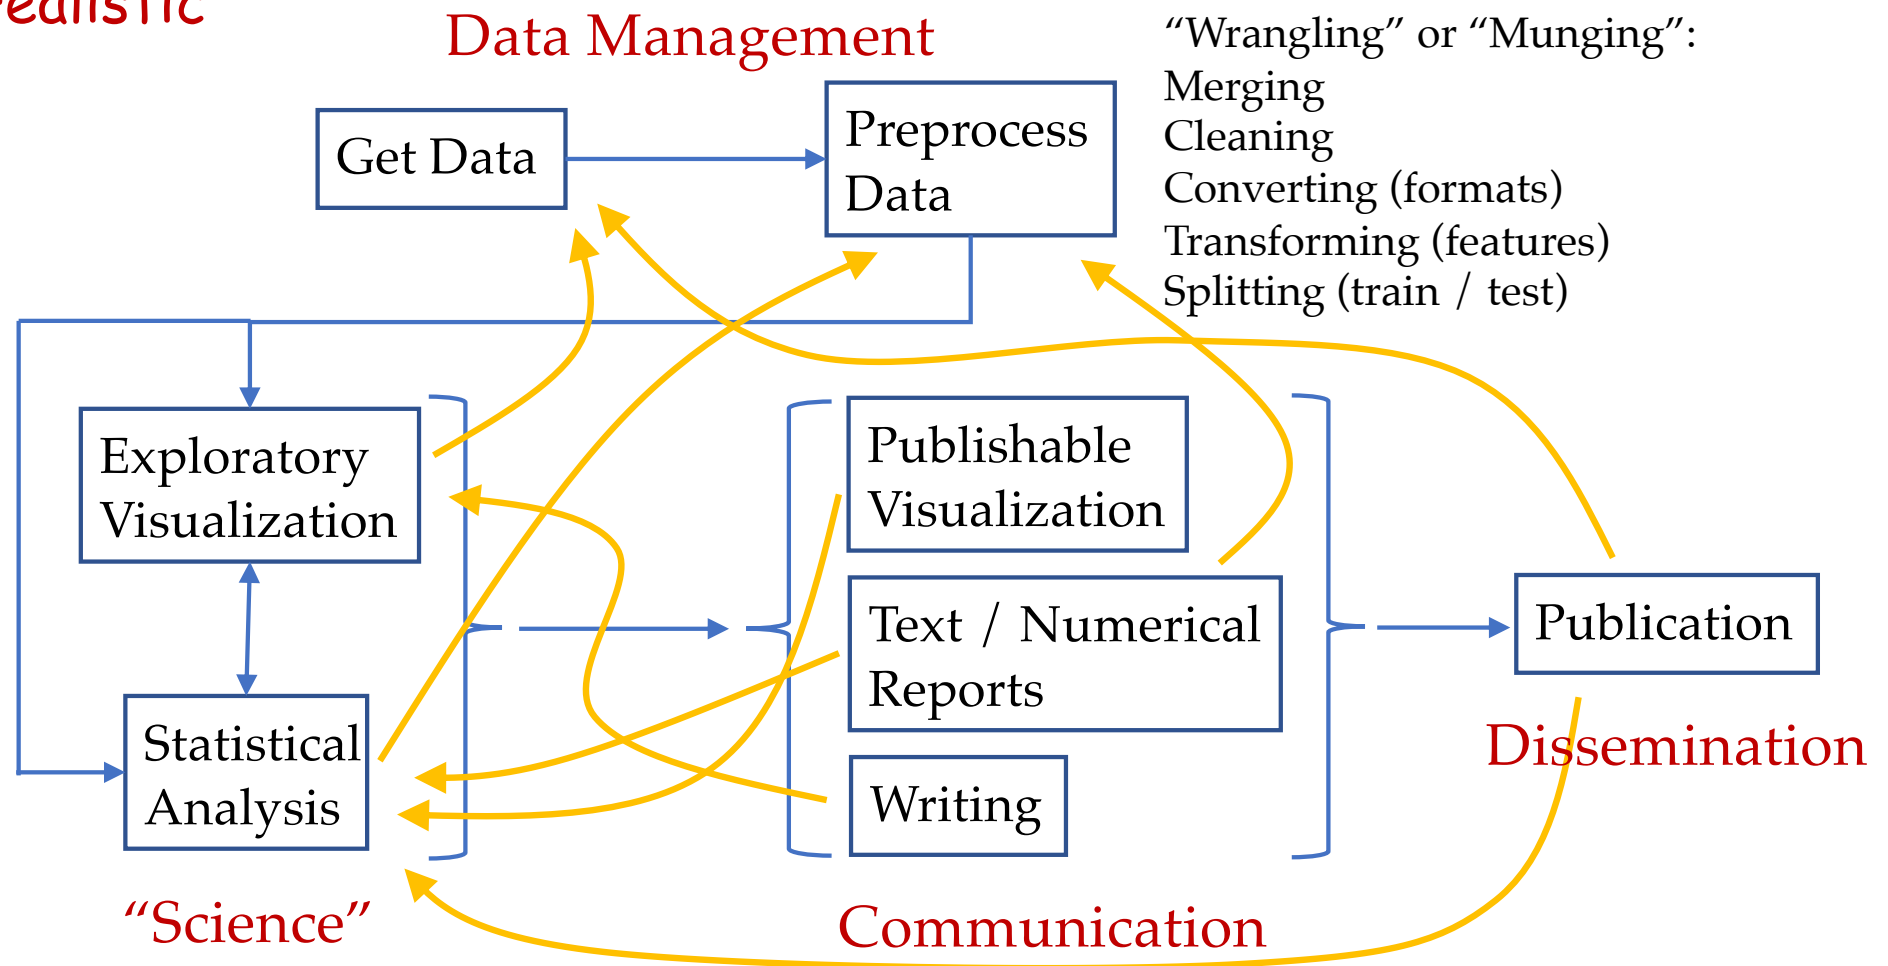 Data Management
“Wrangling” or “Munging”:
Merging
Cleaning
Converting (formats)
Transforming (features)
Splitting (train / test)
Get Data
Preprocess
Data
Exploratory
Visualization
Statistical
Analysis
“Science”
Publishable
Visualization
Text / Numerical
Reports
Writing
Communication
Publication
Dissemination